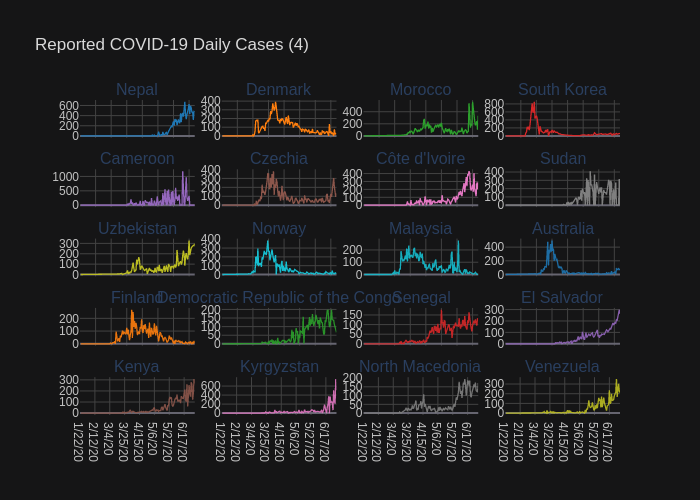 Reported COVID-19 Daily Cases (4)
Nepal Denmark Morocco South Korea
600 400 200 0
400 300 200 100 0
400 200 0
800 600 400 200 0
Cameroon Czechia Côte d'Ivoire Sudan
1000 500 0
400 300 200 100 0
400 200 0
400 300 200 100 0
Uzbekistan Norway Malaysia Australia
300 200 100 0
400 300 200 100 0
200 100 0
400 200 0
Finland Democratic Republic of the Congo Senegal El Salvador
200 100 0
200 150 100 50 0
150 100 50 0
300 200 100 0
Kenya Kyrgyzstan North Macedonia Venezuela
300 200 100 0
600 400 200 0
200 150 100 50 0
300 200 100 0
1/22/20 2/12/20 3/4/20 3/25/20 4/15/20 5/6/20 5/27/20 6/17/20
1/22/20 2/12/20 3/4/20 3/25/20 4/15/20 5/6/20 5/27/20 6/17/20
1/22/20 2/12/20 3/4/20 3/25/20 4/15/20 5/6/20 5/27/20 6/17/20
1/22/20 2/12/20 3/4/20 3/25/20 4/15/20 5/6/20 5/27/20 6/17/20